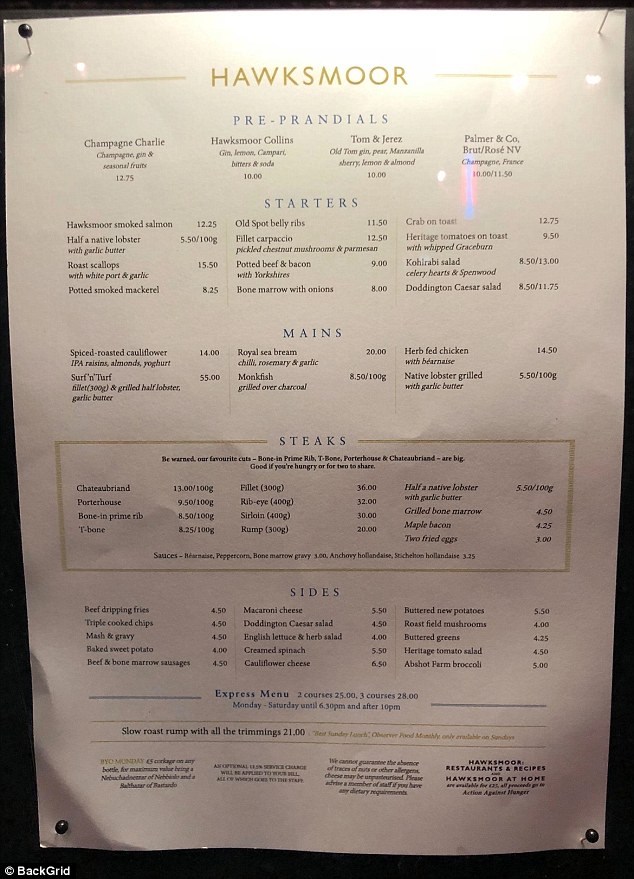 HAWKSMOOR
PRE-PRANDIALS
Champagne Charlie
Champagne, gin &
seasonal fruits
12.75
Hawksmoor Collins
Gin, lemon, Campari,
bitters & soda
10.00
Tom & Jerez
Old Tom gin, pear, Manzanilla
sherry, lemon & almond
10.00
Palmer & Co,
Brut/Rosé NV
Champagne, France
10.00/11.50
STARTERS
Hawksmoor smoked salmon 12.25
Half a native lobster 5.50/100g
with garlic butter
Roast scallops 15.50
with white port & garlic
Potted smoked mackerel 8.25
Old Spot belly ribs 11.50
Fillet carpaccio 12.50
pickled chestnut mushrooms & parmesan
Potted beef & bacon 9.00
with Yorkshires
Bone marrow with onions 8.00
Crab on toast 12.75
Heritage tomatoes on toast 9.50
with whipped Graceburn
Kohlrabi salad 8.50/13.00
celery hearts & Spenwood
Doddington Caesar salad 8.50/11.75
MAINS
Spiced-roasted cauliflower 14.00
IPA raisins, almonds, yoghurt
Surf'n'Turf 55.00
fillet(300g) & grilled half lobster,
garlic butter
Royal sea bream 20.00
chilli, rosemary & garlic
Monkfish 8.50/100g
grilled over charcoal
Herb fed chicken 14.50
with béarnaise
Native lobster grilled 5.50/100g
with garlic butter
STEAKS
Be warned, our favourite cuts – Bone-in Prime Rib, T-Bone, Porterhouse & Chateaubriand – are big.
Good if you're hungry or for two to share.
Chateaubriand 13.00/100g
Porterhouse 9.50/100g
Bone-in prime rib 8.50/100g
T-bone 8.25/100g
Fillet (300g) 36.00
Rib-eye (400g) 32.00
Sirloin (400g) 30.00
Rump (300g) 20.00
Half a native lobster 5.50/100g
with garlic butter
Grilled bone marrow 4.50
Maple bacon 4.25
Two fried eggs 3.00
Sauces – Béarnaise, Peppercorn, Bone marrow gravy 3.00, Anchovy hollandaise, Stichelton hollandaise 3.25
SIDES
Beef dripping fries 4.50
Triple cooked chips 4.50
Mash & gravy 4.50
Baked sweet potato 4.00
Beef & bone marrow sausages 4.50
Macaroni cheese 5.50
Doddington Caesar salad 4.50
English lettuce & herb salad 4.00
Creamed spinach 5.50
Cauliflower cheese 6.50
Buttered new potatoes 5.50
Roast field mushrooms 4.00
Buttered greens 4.25
Heritage tomato salad 4.50
Abshot Farm broccoli 5.00
Express Menu 2 courses 25.00, 3 courses 28.00
Monday - Saturday until 6.30pm and after 10pm
Slow roast rump with all the trimmings 21.00 - "Best Sunday Lunch", Observer Food Monthly, only available on Sundays
BYO MONDAY £5 corkage on any
bottle, for maximum value bring a
Nebuchadnezzar of Nebbiolo and a
Balthazar of Bastardo
AN OPTIONAL 12.5% SERVICE CHARGE
WILL BE APPLIED TO YOUR BILL,
ALL OF WHICH GOES TO THE STAFF.
We cannot guarantee the absence
of traces of nuts or other allergens,
cheese may be unpasteurised. Please
advise a member of staff if you have
any dietary requirements.
HAWKSMOOR:
RESTAURANTS & RECIPES
AND
HAWKSMOOR AT HOME
are available for £25, all proceeds go to
Action Against Hunger
© BackGrid